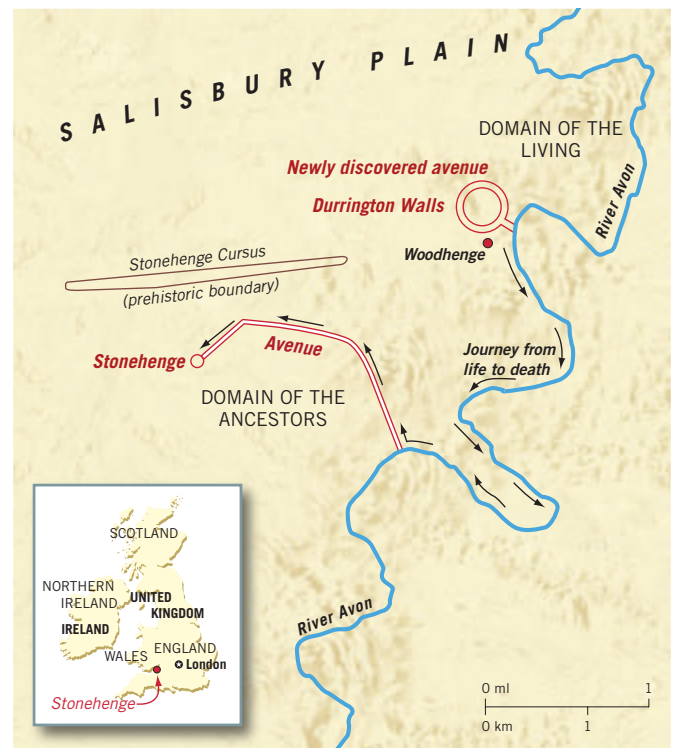 SALISBURY PLAIN
DOMAIN OF THE
LIVING
Newly discovered avenue
Durrington Walls
River Avon
Woodhenge
Stonehenge Cursus
(prehistoric boundary)
Avenue
Stonehenge
Journey from
life to death
DOMAIN OF THE
ANCESTORS
SCOTLAND
NORTHERN
IRELAND
UNITED
KINGDOM
IRELAND
WALES
ENGLAND
London
Stonehenge
River Avon
0 ml 1
0 km 1